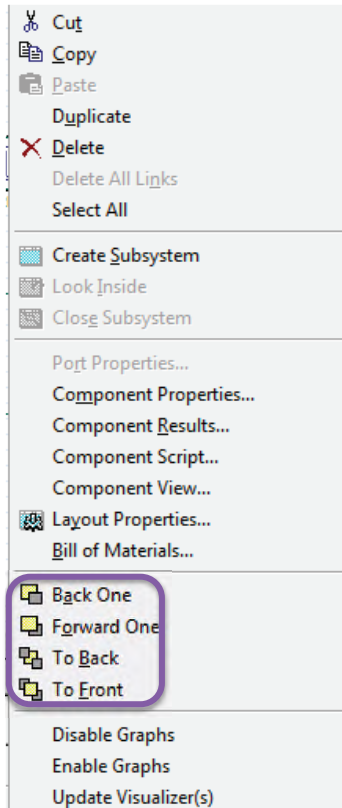 Cut
Copy
Paste
Duplicate
Delete
Delete All Links
Select All
Create Subsystem
Look Inside
Close Subsystem
Port Properties...
Component Properties...
Component Results...
Component Script...
Component View...
Layout Properties...
Bill of Materials...
Back One
Forward One
To Back
To Front
Disable Graphs
Enable Graphs
Update Visualizer(s)